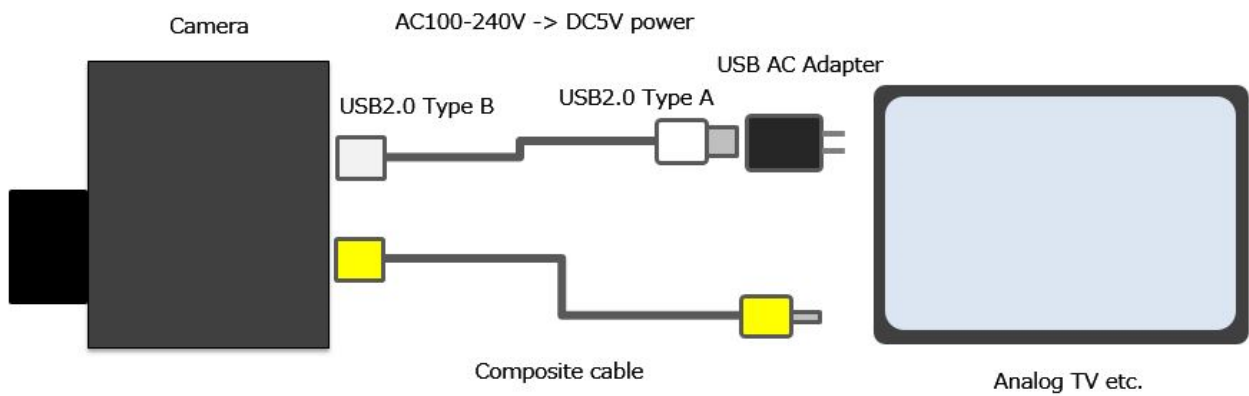 Camera
AC100-240V -> DC5V power
USB AC Adapter
USB2.0 Type B
USB2.0 Type A
Composite cable
Analog TV etc.